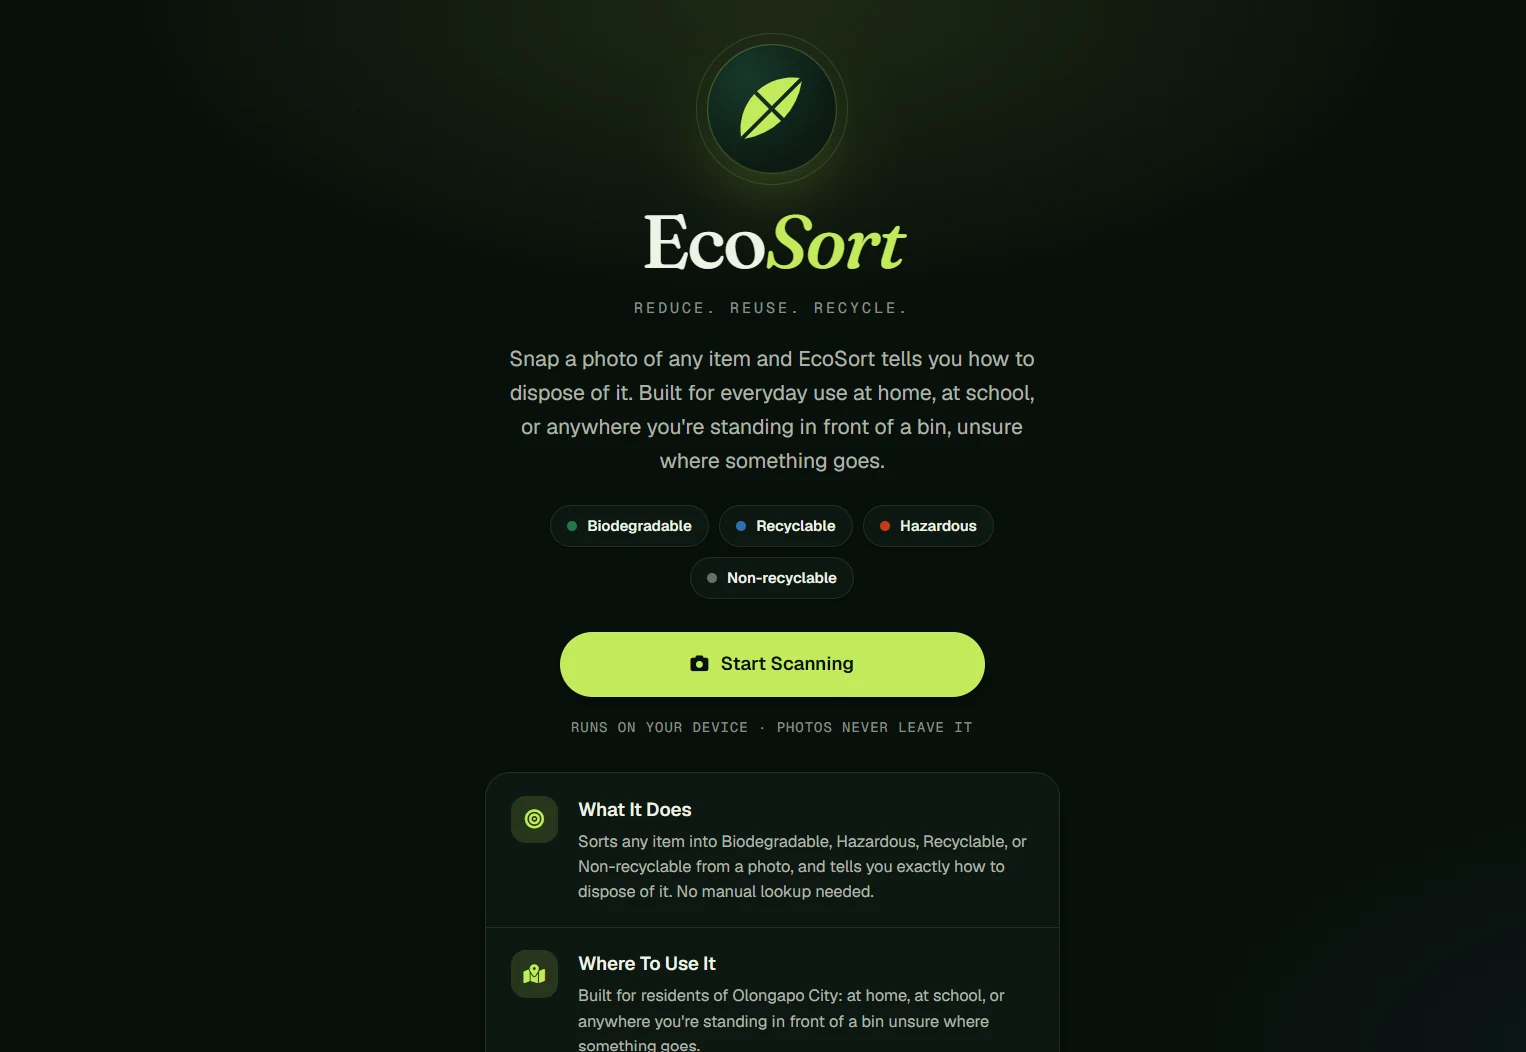 EcoSort
REDUCE. REUSE. RECYCLE.
Snap a photo of any item and EcoSort tells you how to
dispose of it. Built for everyday use at home, at school,
or anywhere you're standing in front of a bin, unsure
where something goes.
Biodegradable
Recyclable
Hazardous
Non-recyclable
Start Scanning
RUNS ON YOUR DEVICE · PHOTOS NEVER LEAVE IT
What It Does
Sorts any item into Biodegradable, Hazardous, Recyclable, or
Non-recyclable from a photo, and tells you exactly how to
dispose of it. No manual lookup needed.
Where To Use It
Built for residents of Olongapo City: at home, at school, or
anywhere you're standing in front of a bin unsure where
something goes.